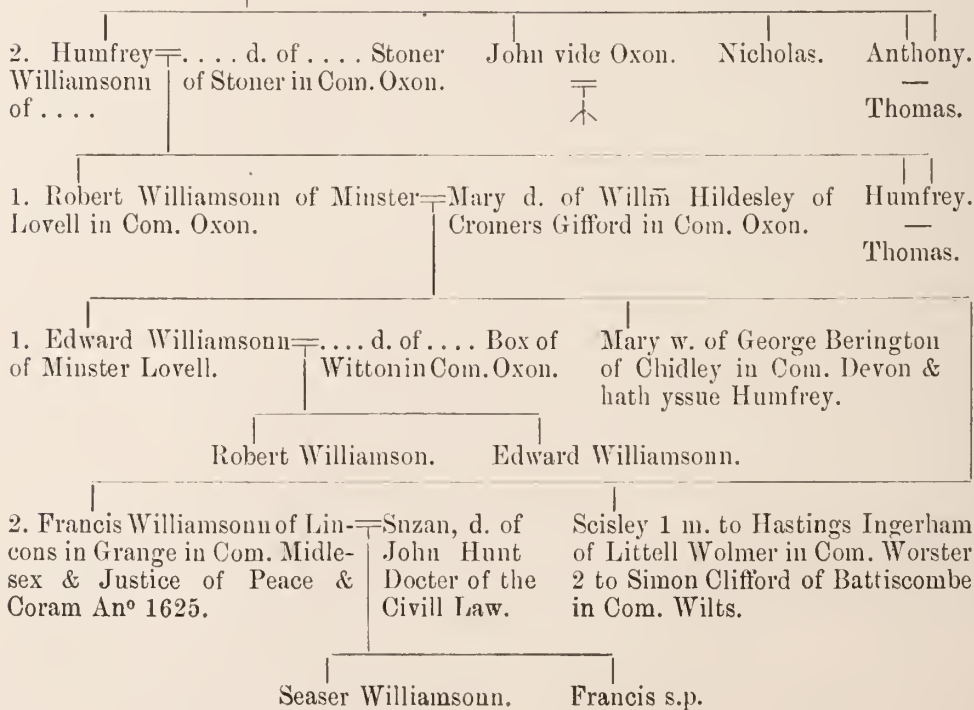 2. Humfrey Williamsonn of . . . .
. . . . d. of . . . . Stoner of Stoner in Com. Oxon.
John vide Oxon.
Nicholas.
Anthony.
—
Thomas.
1. Robert Williamsonn of Minster Lovell in Com. Oxon.
Mary d. of Willm̄ Hildesley of Cromers Gifford in Com. Oxon.
Humfrey.
—
Thomas.
1. Edward Williamsonn of Minster Lovell.
. . . . d. of . . . . Box of Witton in Com. Oxon.
Mary w. of George Berington of Chidley in Com. Devon & hath yssue Humfrey.
Robert Williamson.
Edward Williamsonn.
2. Francis Williamsonn of Lincons in Grange in Com. Midlesex & Justice of Peace & Coram Anº 1625.
Snzan, d. of John Hunt Docter of the Civill Law.
Scisley 1 m. to Hastings Ingerham of Littell Wolmer in Com. Worster 2 to Simon Clifford of Battiscombe in Com. Wilts.
Seaser Williamsonn.
Francis s.p.